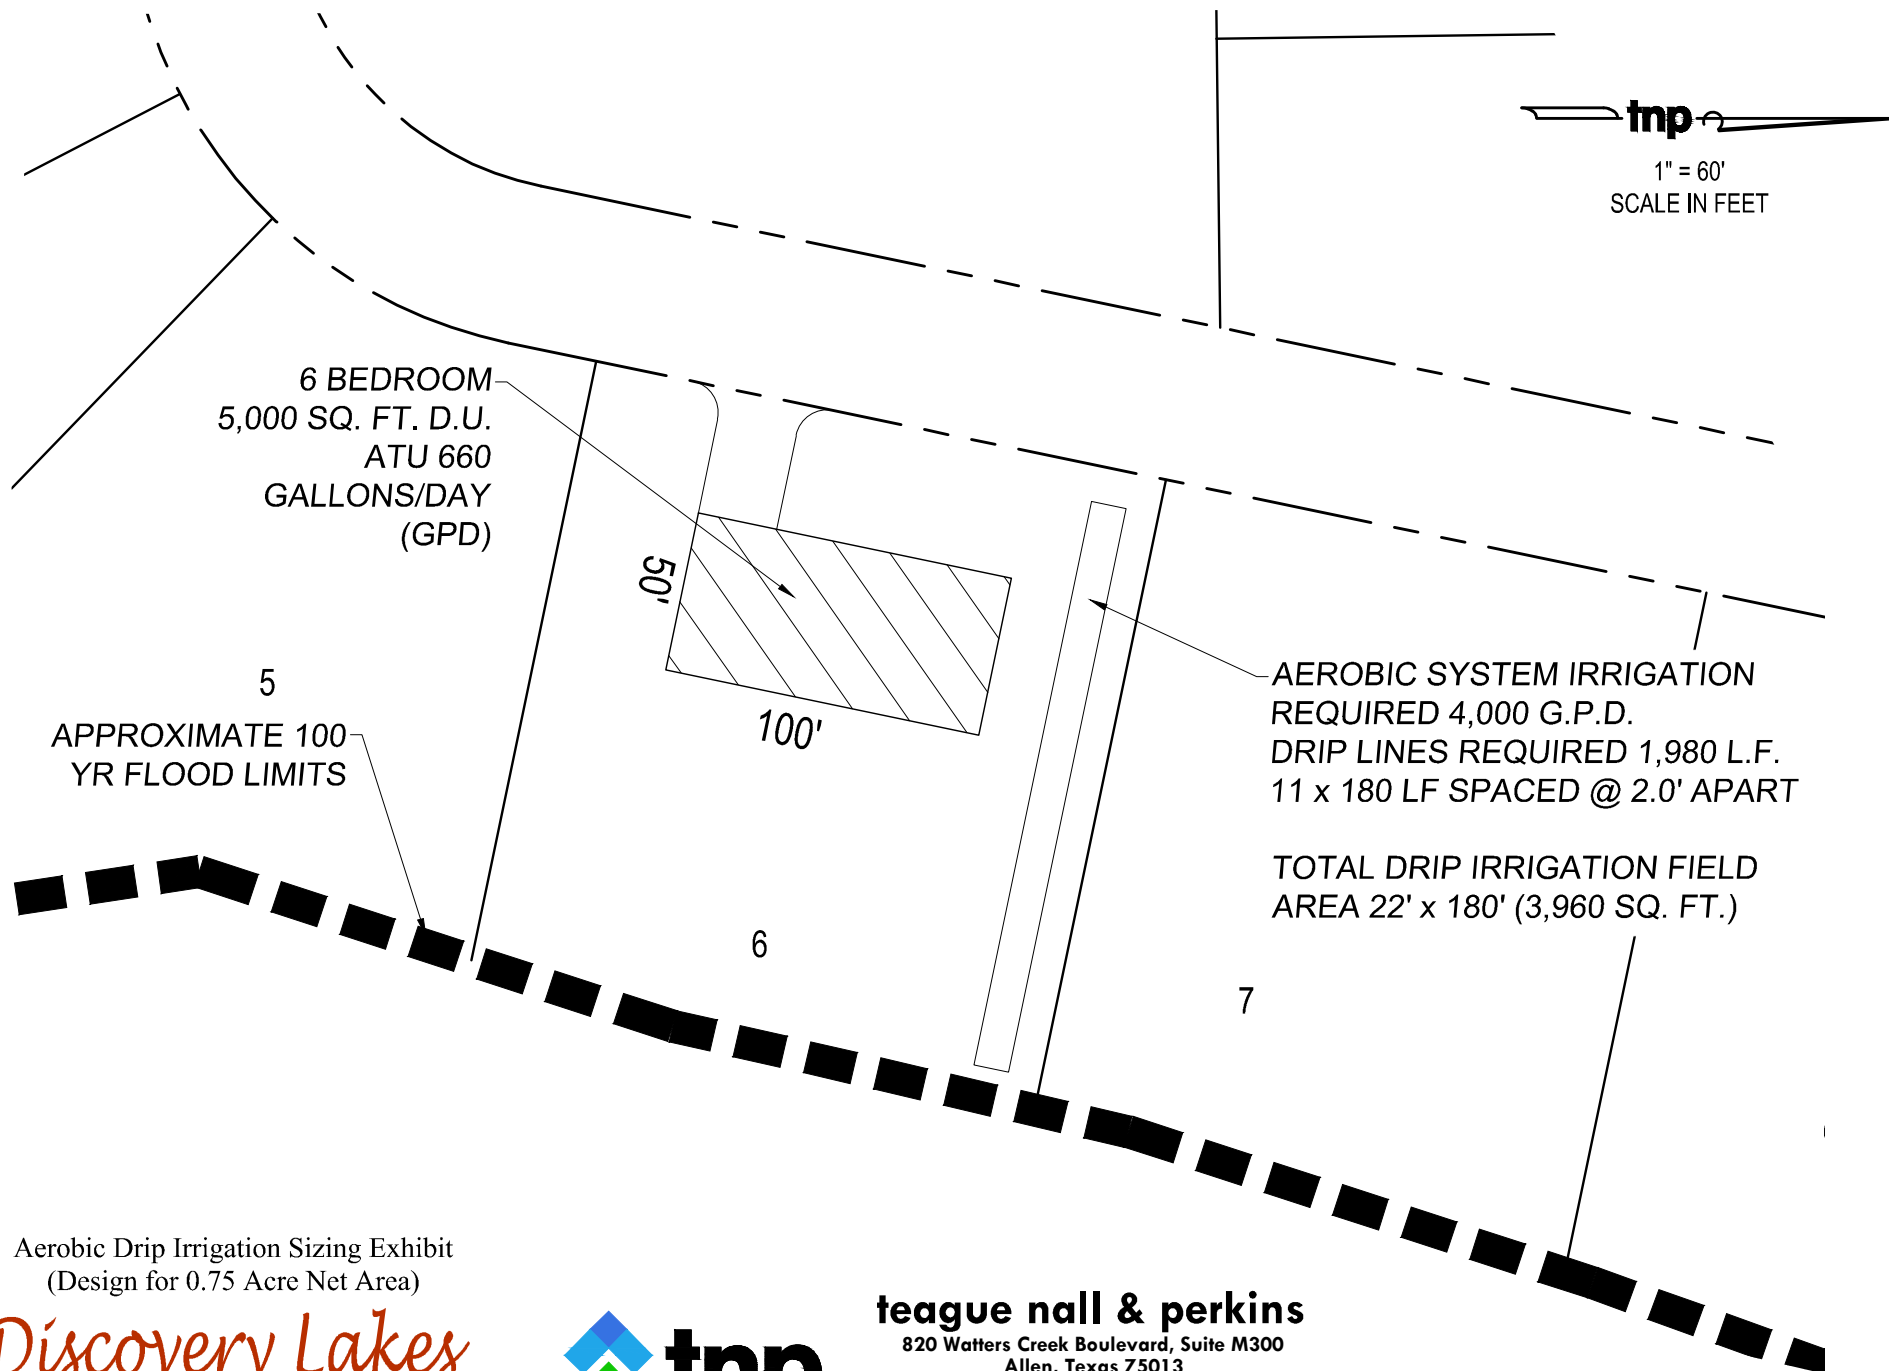 tnp
1" = 60'
SCALE IN FEET
6 BEDROOM
5,000 SQ. FT. D.U.
ATU 660
GALLONS/DAY
(GPD)
50'
100'
5
APPROXIMATE 100
YR FLOOD LIMITS
AEROBIC SYSTEM IRRIGATION
REQUIRED 4,000 G.P.D.
DRIP LINES REQUIRED 1,980 L.F.
11 x 180 LF SPACED @ 2.0' APART
TOTAL DRIP IRRIGATION FIELD
AREA 22' x 180' (3,960 SQ. FT.)
6
7
Aerobic Drip Irrigation Sizing Exhibit
(Design for 0.75 Acre Net Area)
Discovery Lakes
tnp
teague nall & perkins
820 Watters Creek Boulevard, Suite M300
Allen, Texas 75013